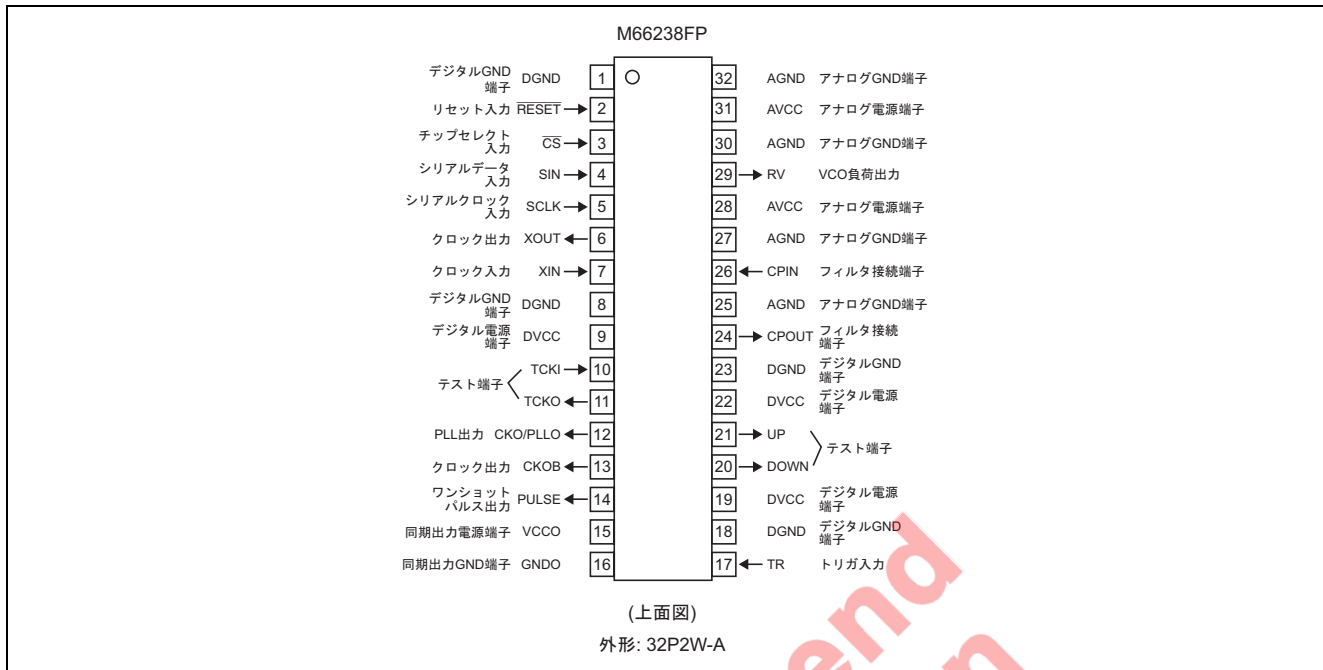 M66238FP
デジタルGND
端子 DGND 1
リセット入力 RESET 2
チップセレクト
入力 CS 3
シリアルデータ
入力 SIN 4
シリアルクロック
入力 SCLK 5
クロック出力 XOUT 6
クロック入力 XIN 7
デジタルGND
端子 DGND 8
デジタル電源
端子 DVCC 9
テスト端子
TCKI 10
TCKO 11
PLL出力 CKO/PLLO 12
クロック出力 CKOB 13
ワンショット
パルス出力 PULSE 14
同期出力電源端子 VCCO 15
同期出力GND端子 GNDO 16
32 AGND アナログGND端子
31 AVCC アナログ電源端子
30 AGND アナログGND端子
29 RV VCO負荷出力
28 AVCC アナログ電源端子
27 AGND アナログGND端子
26 CPIN フィルタ接続端子
25 AGND アナログGND端子
24 CPOUT フィルタ接続
端子
23 DGND デジタルGND
端子
22 DVCC デジタル電源
端子
21 UP
20 DOWN
テスト端子
19 DVCC デジタル電源
端子
18 DGND デジタルGND
端子
17 TR トリガ入力
(上面図)
外形: 32P2W-A
end